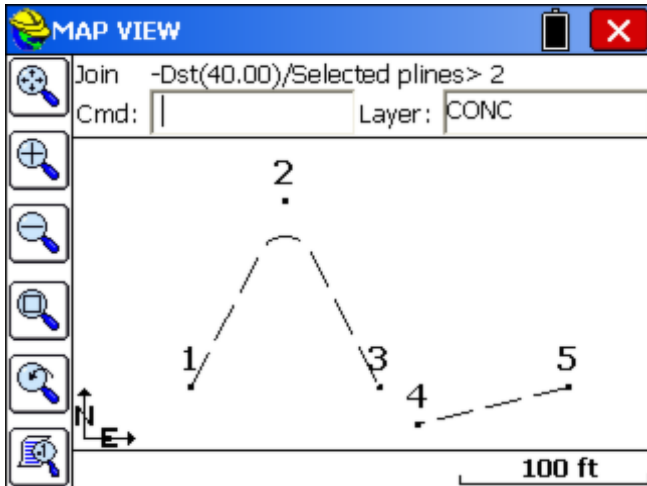 MAP VIEW
Join -Dst(40.00)/Selected plines> 2
Cmd: Layer: CONC
2
1 3 5
4
N
E
100 ft